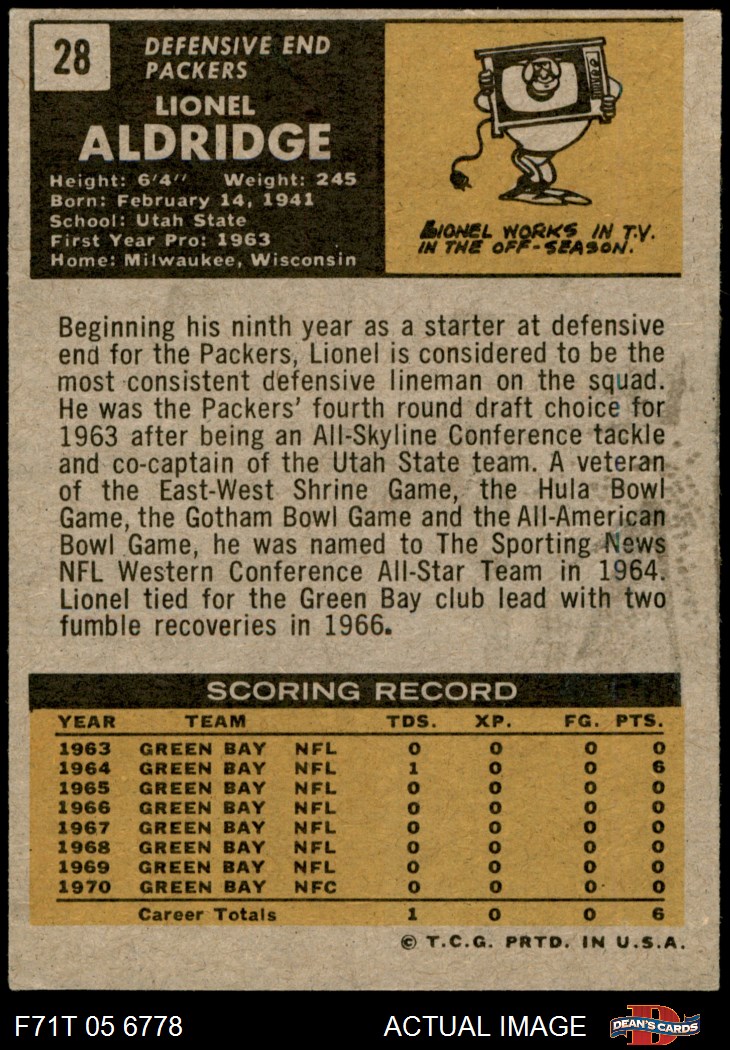 28
DEFENSIVE END
PACKERS
LIONEL
ALDRIDGE
Height: 6'4" Weight: 245
Born: February 14, 1941
School: Utah State
First Year Pro: 1963
Home: Milwaukee, Wisconsin
LIONEL WORKS IN T.V.
IN THE OFF-SEASON.
Beginning his ninth year as a starter at defensive
end for the Packers, Lionel is considered to be the
most consistent defensive lineman on the squad.
He was the Packers' fourth round draft choice for
1963 after being an All-Skyline Conference tackle
and co-captain of the Utah State team. A veteran
of the East-West Shrine Game, the Hula Bowl
Game, the Gotham Bowl Game and the All-American
Bowl Game, he was named to The Sporting News
NFL Western Conference All-Star Team in 1964.
Lionel tied for the Green Bay club lead with two
fumble recoveries in 1966.
SCORING RECORD
YEAR TEAM TDS. XP. FG. PTS.
1963 GREEN BAY NFL 0 0 0 0
1964 GREEN BAY NFL 1 0 0 6
1965 GREEN BAY NFL 0 0 0 0
1966 GREEN BAY NFL 0 0 0 0
1967 GREEN BAY NFL 0 0 0 0
1968 GREEN BAY NFL 0 0 0 0
1969 GREEN BAY NFL 0 0 0 0
1970 GREEN BAY NFC 0 0 0 0
Career Totals 1 0 0 6
© T.C.G. PRTD. IN U.S.A.
F71T 05 6778 ACTUAL IMAGE D DEAN'S CARDS